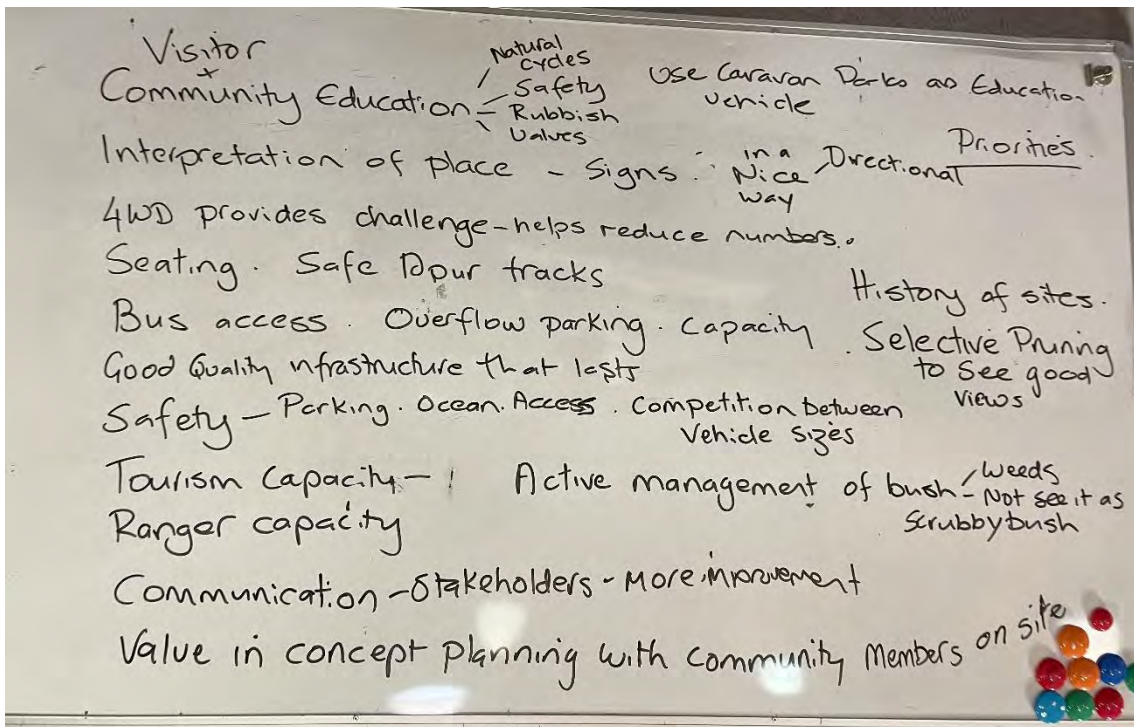 Visitor
+
Community Education - Natural cycles
Safety
Rubbish
Values
Use Caravan Parks as Education
vehicle
Priorities.
Interpretation of place - Signs. in a
Nice
way
Directional
4WD provides challenge - helps reduce numbers.
Seating. Safe tracks
History of sites.
Bus access. Overflow parking. Capacity
. Selective Pruning
to see good
views
Good Quality infrastructure that lasts
Safety - Parking. Ocean. Access. Competition between
Vehicle sizes
Tourism Capacity - !
Active management of bush - Weeds
- Not see it as
Scrubby bush
Ranger capacity
Communication - Stakeholders - More improvement
Value in concept planning with community members on site